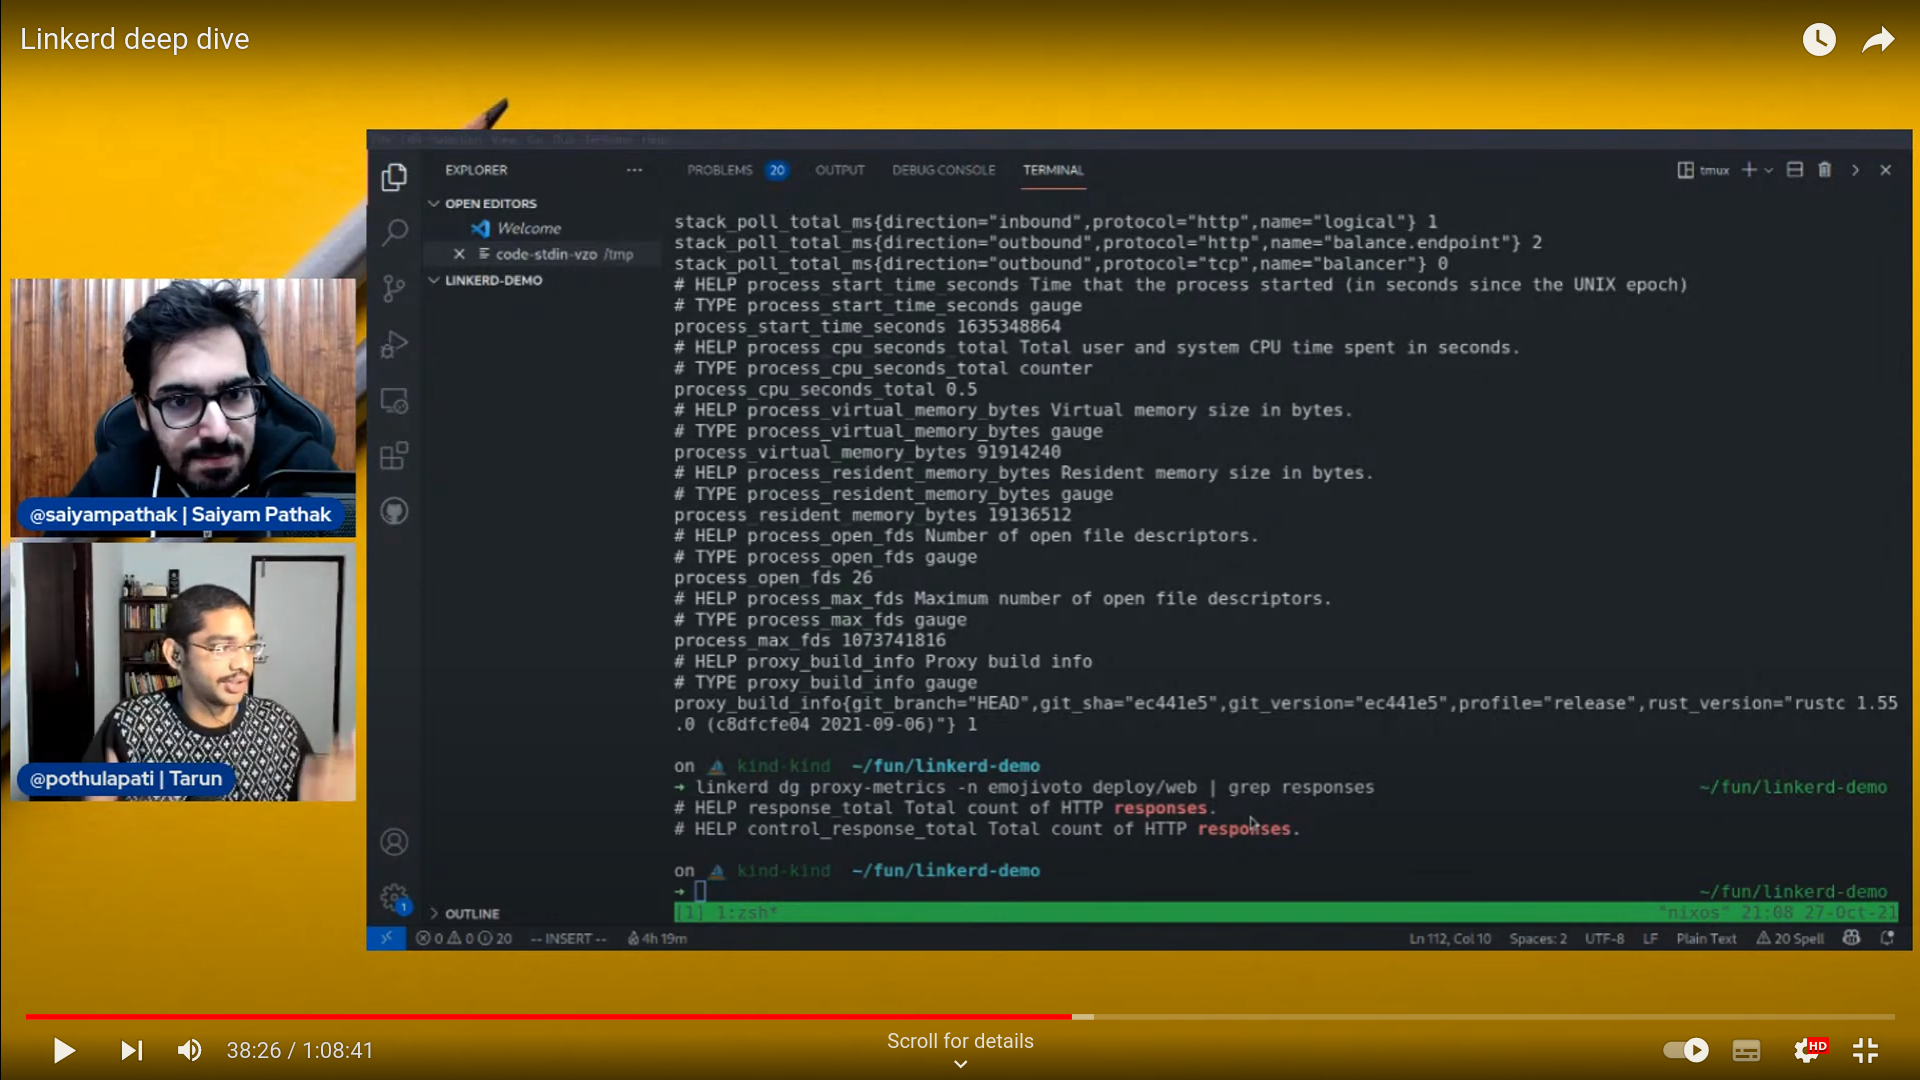 Linkerd deep dive
EXPLORER
PROBLEMS 20 OUTPUT DEBUG CONSOLE TERMINAL
tmux
OPEN EDITORS
Welcome
code-stdin-vzo /tmp
LINKERD-DEMO
stack_poll_total_ms{direction="inbound",protocol="http",name="logical"} 1
stack_poll_total_ms{direction="outbound",protocol="http",name="balance.endpoint"} 2
stack_poll_total_ms{direction="outbound",protocol="tcp",name="balancer"} 0
# HELP process_start_time_seconds Time that the process started (in seconds since the UNIX epoch)
# TYPE process_start_time_seconds gauge
process_start_time_seconds 1635348864
# HELP process_cpu_seconds_total Total user and system CPU time spent in seconds.
# TYPE process_cpu_seconds_total counter
process_cpu_seconds_total 0.5
# HELP process_virtual_memory_bytes Virtual memory size in bytes.
# TYPE process_virtual_memory_bytes gauge
process_virtual_memory_bytes 91914240
# HELP process_resident_memory_bytes Resident memory size in bytes.
# TYPE process_resident_memory_bytes gauge
process_resident_memory_bytes 19136512
# HELP process_open_fds Number of open file descriptors.
# TYPE process_open_fds gauge
process_open_fds 26
# HELP process_max_fds Maximum number of open file descriptors.
# TYPE process_max_fds gauge
process_max_fds 1073741816
# HELP proxy_build_info Proxy build info
# TYPE proxy_build_info gauge
proxy_build_info{git_branch="HEAD",git_sha="ec441e5",git_version="ec441e5",profile="release",rust_version="rustc 1.55
.0 (c8dfcfe04 2021-09-06)"} 1
on kind-kind ~/fun/linkerd-demo
→ linkerd dg proxy-metrics -n emojivoto deploy/web | grep responses ~/fun/linkerd-demo
# HELP response_total Total count of HTTP responses.
# HELP control_response_total Total count of HTTP responses.
on kind-kind ~/fun/linkerd-demo
→ ~/fun/linkerd-demo
[1] 1:zsh* "nixos" 21:08 27-Oct-21
OUTLINE
1
0 0 20 -- INSERT -- 4h 19m Ln 112, Col 10 Spaces: 2 UTF-8 LF Plain Text 20 Spell
@saiyampathak | Saiyam Pathak
@pothulapati | Tarun
38:26 / 1:08:41
Scroll for details
HD